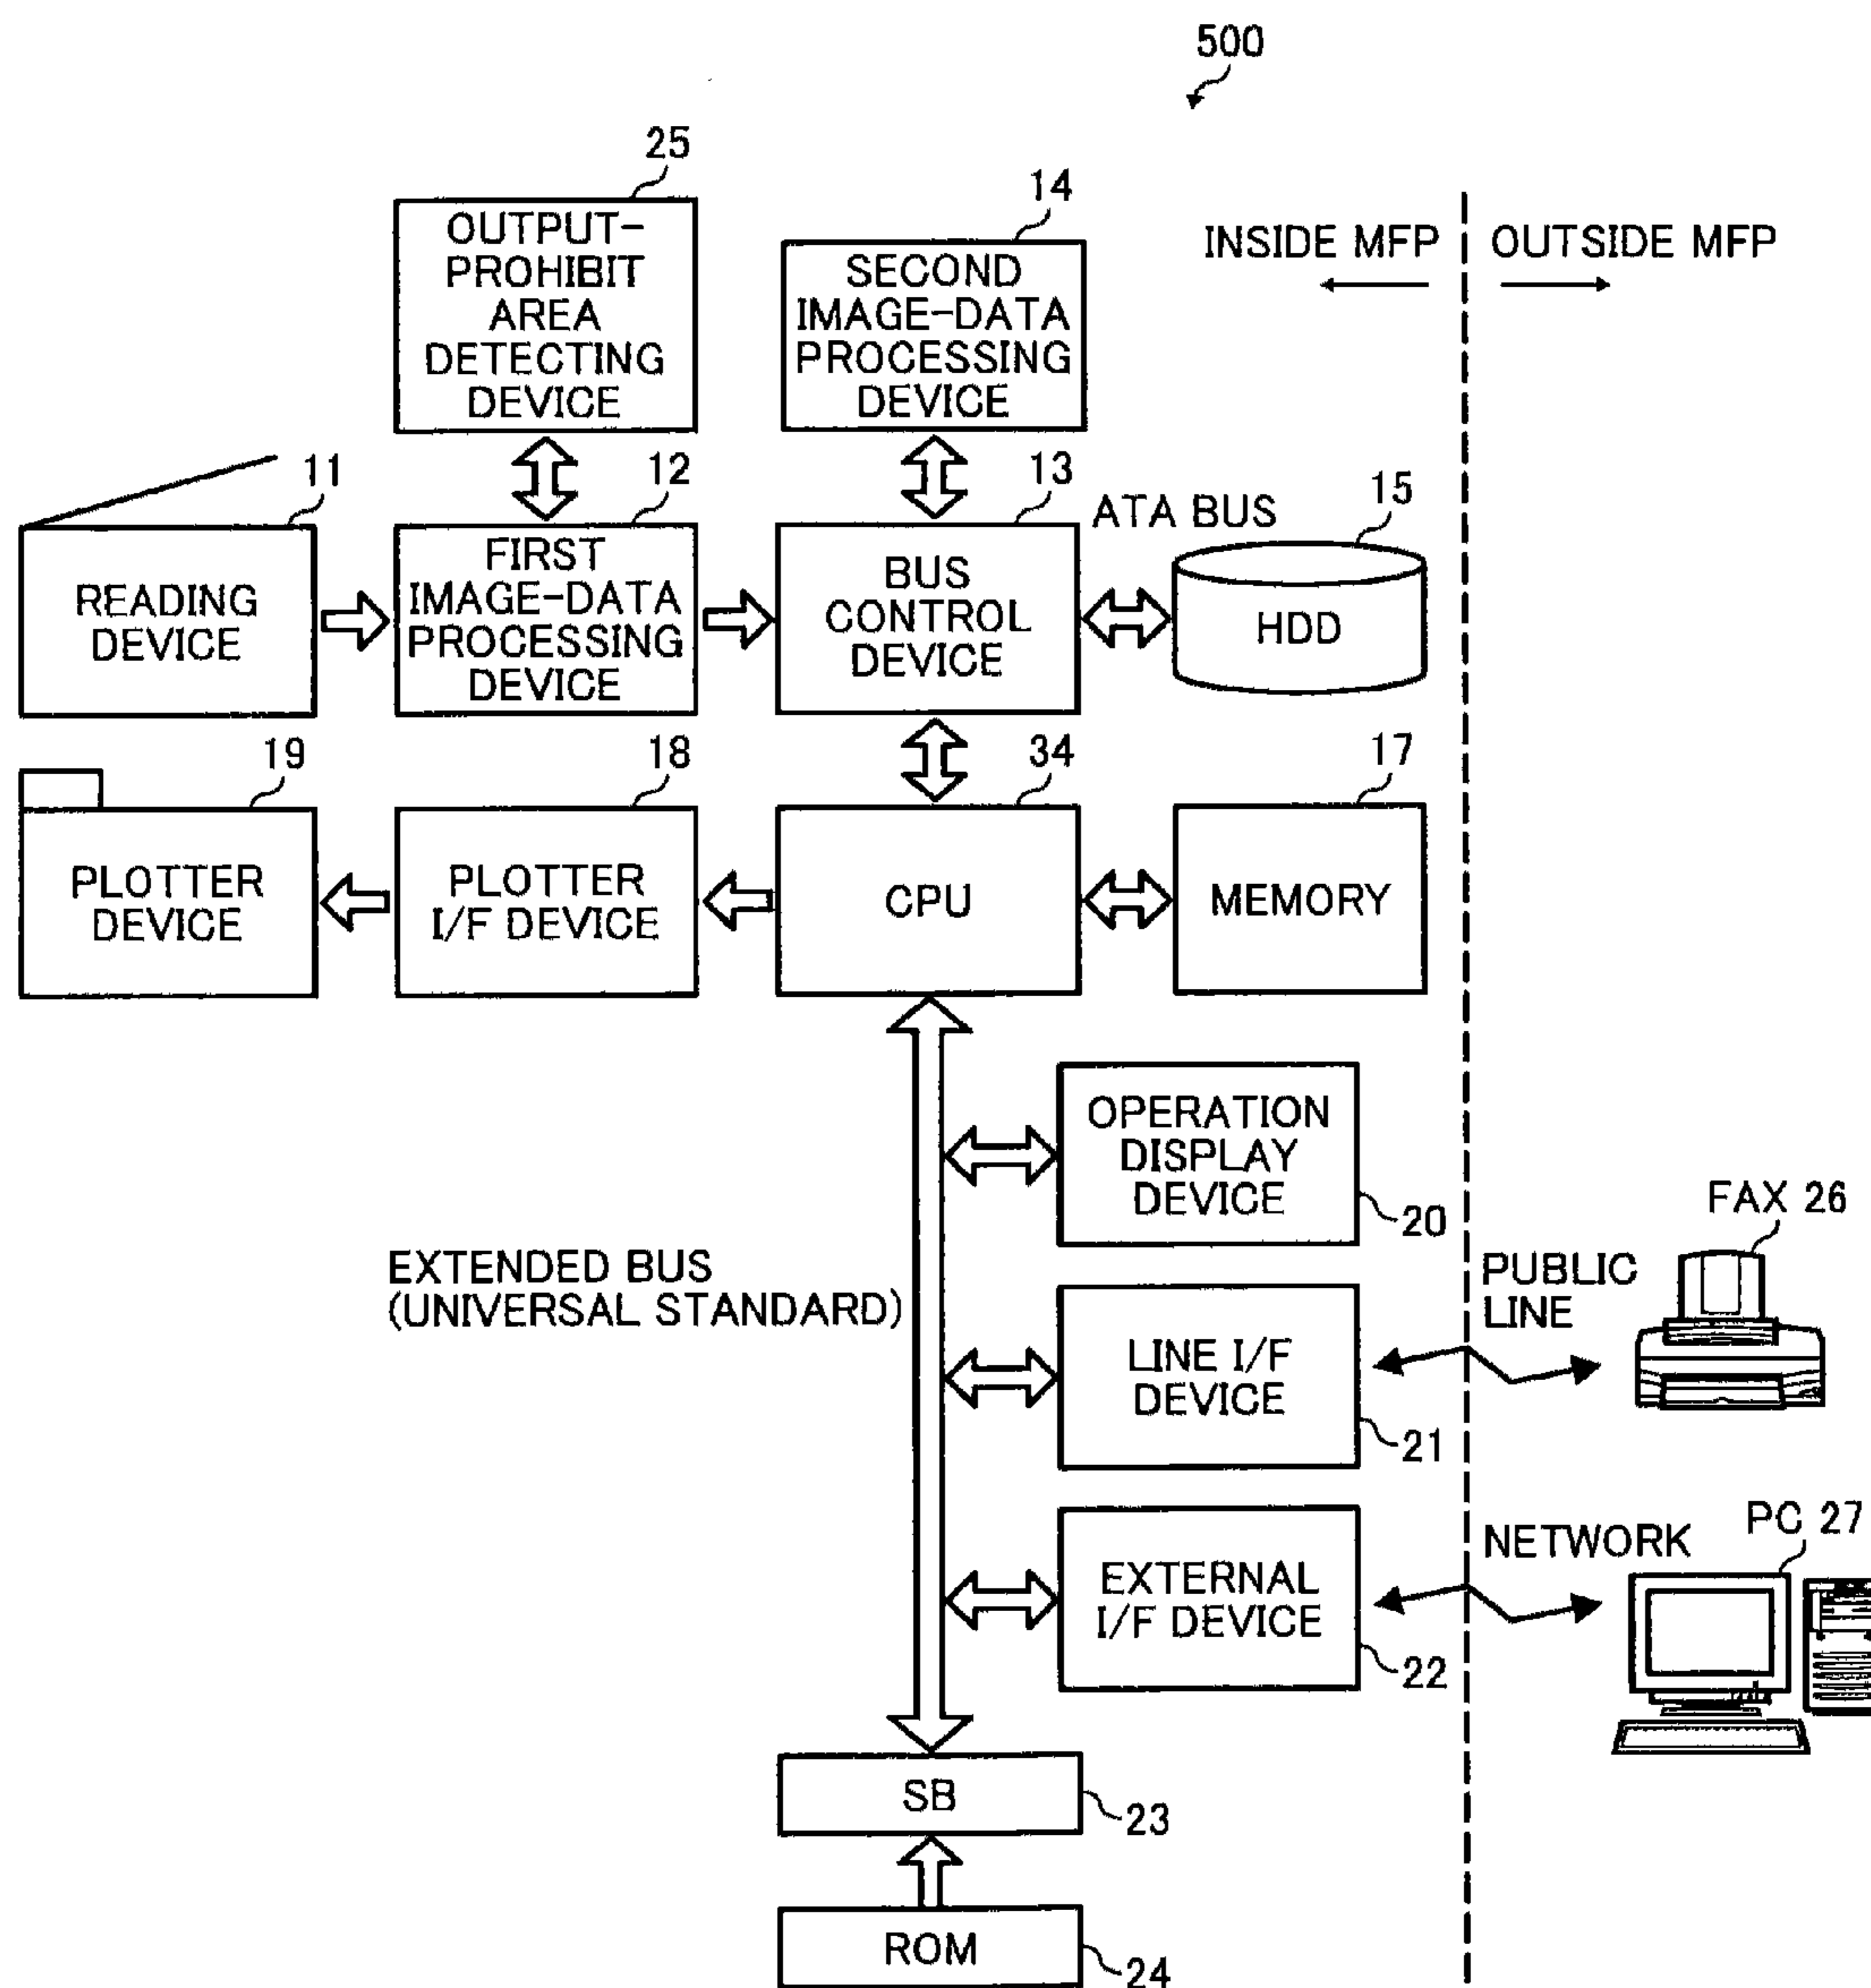 500
25
OUTPUT-
PROHIBIT
AREA
DETECTING
DEVICE
14
SECOND
IMAGE-DATA
PROCESSING
DEVICE
INSIDE MFP
OUTSIDE MFP
11
READING
DEVICE
12
FIRST
IMAGE-DATA
PROCESSING
DEVICE
13
BUS
CONTROL
DEVICE
ATA BUS
15
HDD
19
PLOTTER
DEVICE
18
PLOTTER
I/F DEVICE
34
CPU
17
MEMORY
EXTENDED BUS
(UNIVERSAL STANDARD)
OPERATION
DISPLAY
DEVICE
20
LINE I/F
DEVICE
21
PUBLIC
LINE
FAX 26
EXTERNAL
I/F DEVICE
22
NETWORK
PC 27
SB
23
ROM
24